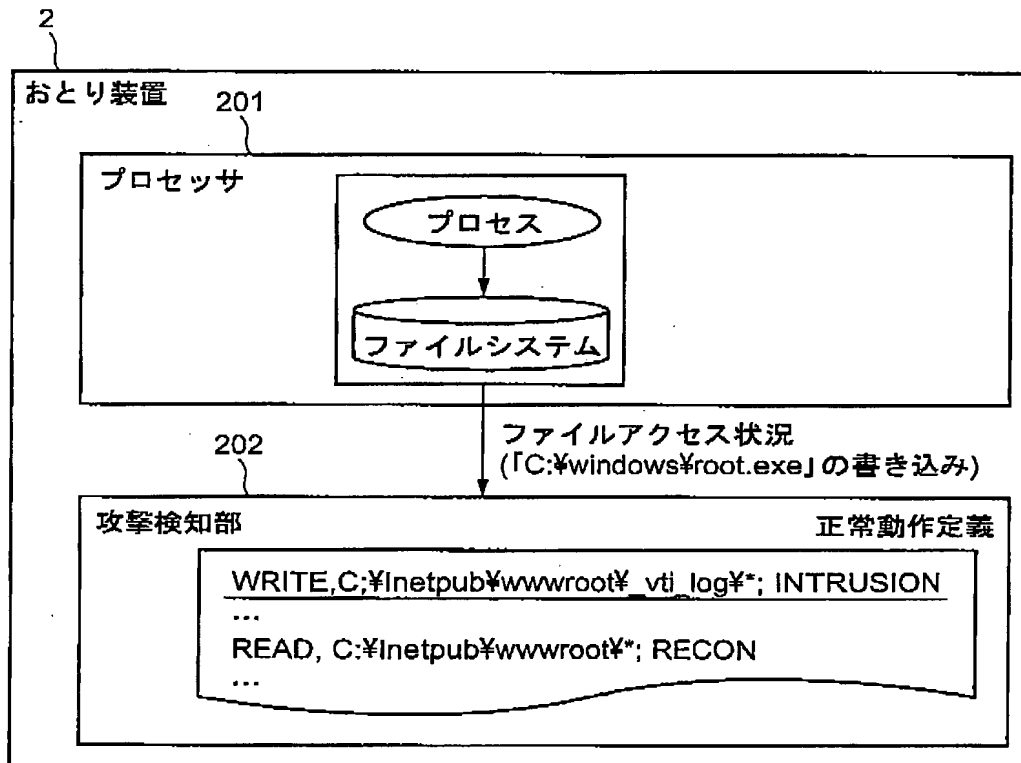 2
おとり装置
201
プロセッサ
プロセス
ファイルシステム
ファイルアクセス状況
(「C:¥windows¥root.exe」の書き込み)
202
攻撃検知部
正常動作定義
WRITE,C;¥Inetpub¥wwwroot¥_vti_log¥*; INTRUSION
...
READ, C:¥Inetpub¥wwwroot¥*; RECON
...